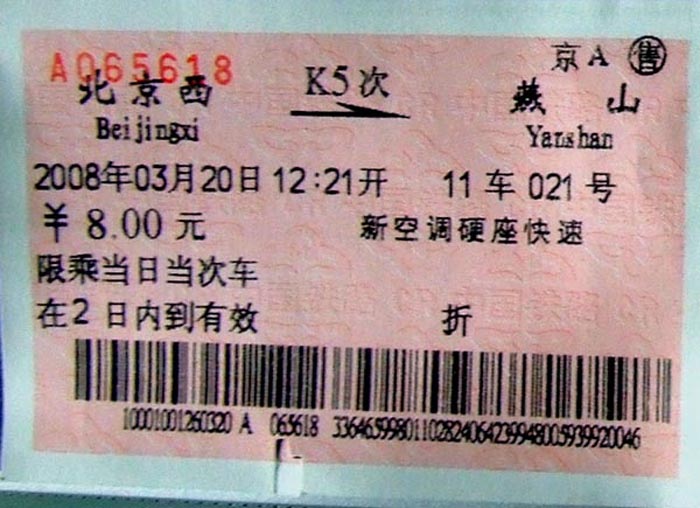 A065618 京A 售
北京西 K5次 燕山
Beijingxi Yanshan
2008年03月20日 12:21开 11车 021号
￥8.00元 新空调硬座快速
限乘当日当次车
在2日内到有效 折
10001001260320 A 065618 3364659980110282406423994800593992004​6